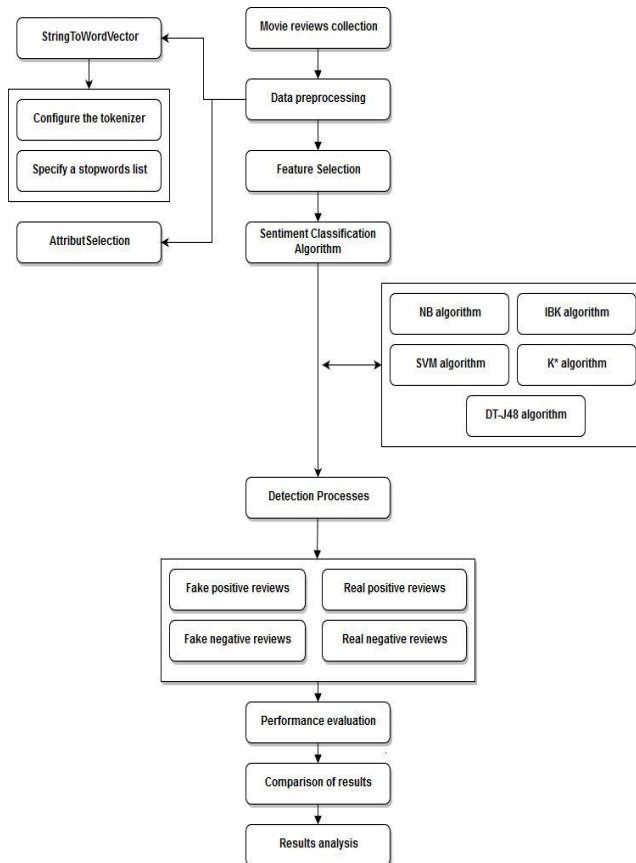 Movie reviews collection
StringToWordVector
Data preprocessing
Configure the tokenizer
Specify a stopwords list
Feature Selection
AttributSelection
Sentiment Classification
Algorithm
NB algorithm
IBK algorithm
SVM algorithm
K* algorithm
DT-J48 algorithm
Detection Processes
Fake positive reviews
Real positive reviews
Fake negative reviews
Real negative reviews
Performance evaluation
Comparison of results
Results analysis